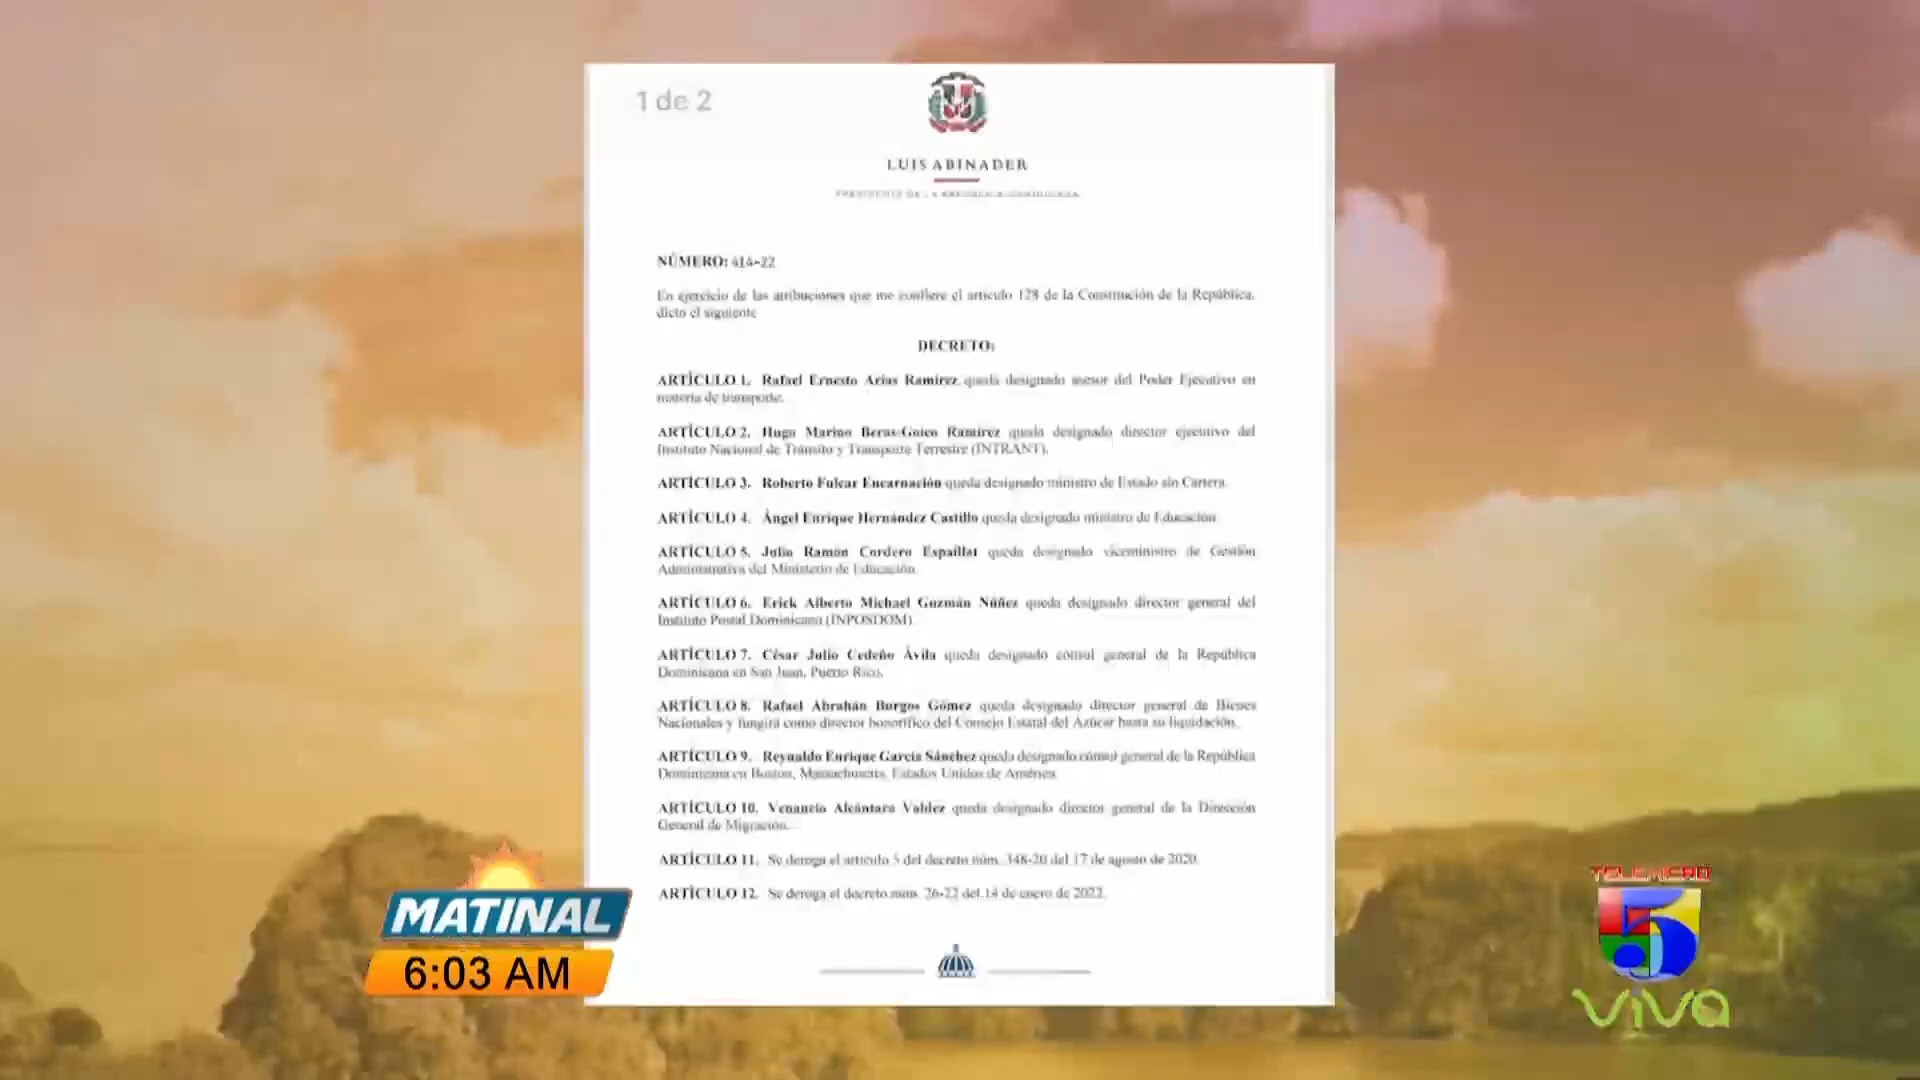 1 de 2
LUIS ABINADER
PRESIDENTE DE LA REPÚBLICA DOMINICANA
NÚMERO: 414-22
En ejercicio de las atribuciones que me confiere el artículo 128 de la Constitución de la República,
dicto el siguiente
DECRETO:
ARTÍCULO 1. Rafael Ernesto Arias Ramírez queda designado asesor del Poder Ejecutivo en
materia de transporte.
ARTÍCULO 2. Hugo Marino Beras-Goico Ramírez queda designado director ejecutivo del
Instituto Nacional de Tránsito y Transporte Terrestre (INTRANT).
ARTÍCULO 3. Roberto Fulcar Encarnación queda designado ministro de Estado sin Cartera.
ARTÍCULO 4. Ángel Enrique Hernández Castillo queda designado ministro de Educación.
ARTÍCULO 5. Julio Ramón Cordero Espaillat queda designado viceministro de Gestión
Administrativa del Ministerio de Educación.
ARTÍCULO 6. Erick Alberto Michael Guzmán Núñez queda designado director general del
Instituto Postal Dominicano (INPOSDOM).
ARTÍCULO 7. César Julio Cedeño Ávila queda designado cónsul general de la República
Dominicana en San Juan, Puerto Rico.
ARTÍCULO 8. Rafael Abrahán Burgos Gómez queda designado director general de Bienes
Nacionales y fungirá como director honorífico del Consejo Estatal del Azúcar hasta su liquidación.
ARTÍCULO 9. Reynaldo Enrique García Sánchez queda designado cónsul general de la República
Dominicana en Boston, Massachusetts, Estados Unidos de América.
ARTÍCULO 10. Venancio Alcántara Valdez queda designado director general de la Dirección
General de Migración.
ARTÍCULO 11. Se deroga el artículo 5 del decreto núm. 348-20 del 17 de agosto de 2020.
ARTÍCULO 12. Se deroga el decreto núm. 26-22 del 14 de enero de 2022.
MATINAL
6:03 AM
TELEMICRO
5
VIVA